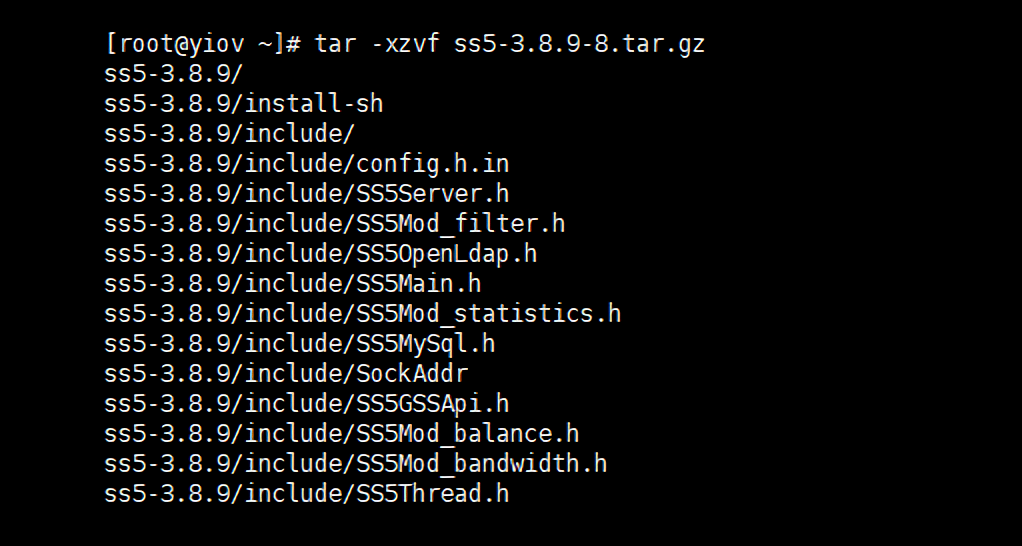 [root@yiov ~]# tar -xzvf ss5-3.8.9-8.tar.gz
ss5-3.8.9/
ss5-3.8.9/install-sh
ss5-3.8.9/include/
ss5-3.8.9/include/config.h.in
ss5-3.8.9/include/SS5Server.h
ss5-3.8.9/include/SS5Mod_filter.h
ss5-3.8.9/include/SS5OpenLdap.h
ss5-3.8.9/include/SS5Main.h
ss5-3.8.9/include/SS5Mod_statistics.h
ss5-3.8.9/include/SS5MySql.h
ss5-3.8.9/include/SockAddr
ss5-3.8.9/include/SS5GSSApi.h
ss5-3.8.9/include/SS5Mod_balance.h
ss5-3.8.9/include/SS5Mod_bandwidth.h
ss5-3.8.9/include/SS5Thread.h